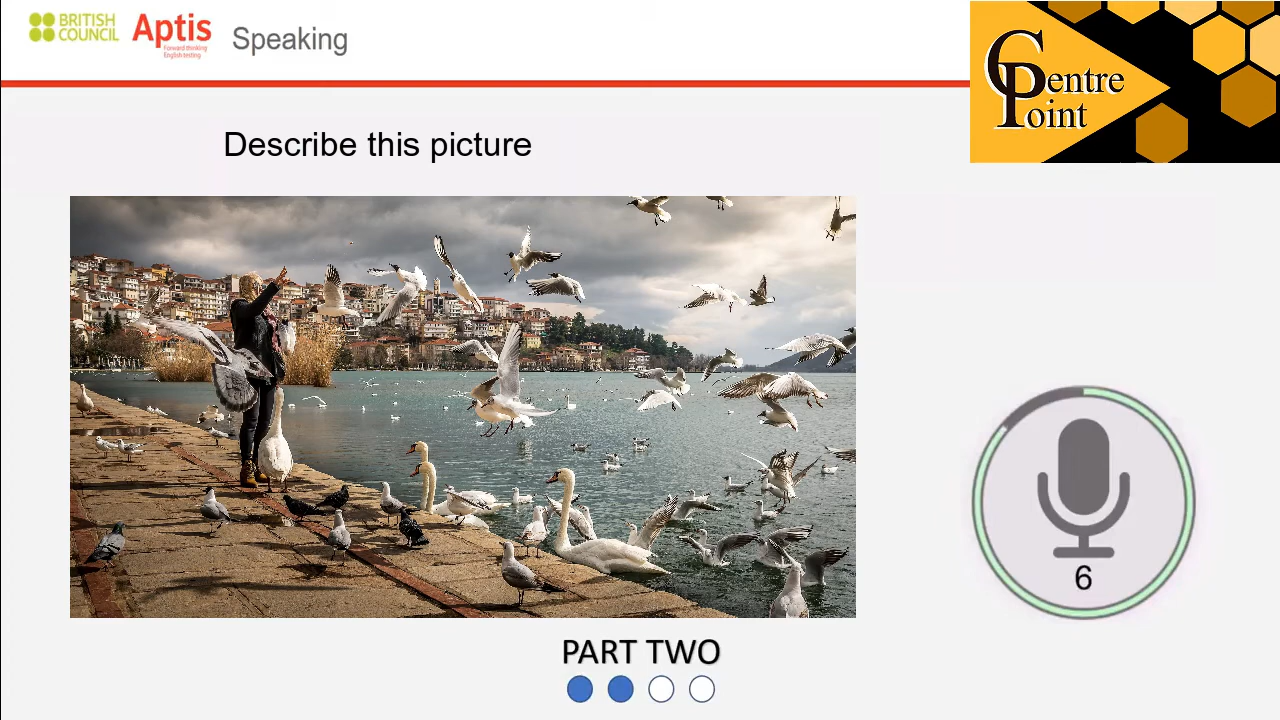 BRITISH
COUNCIL
Aptis
Forward thinking
English testing
Speaking
Centre
Point
Describe this picture
6
PART TWO